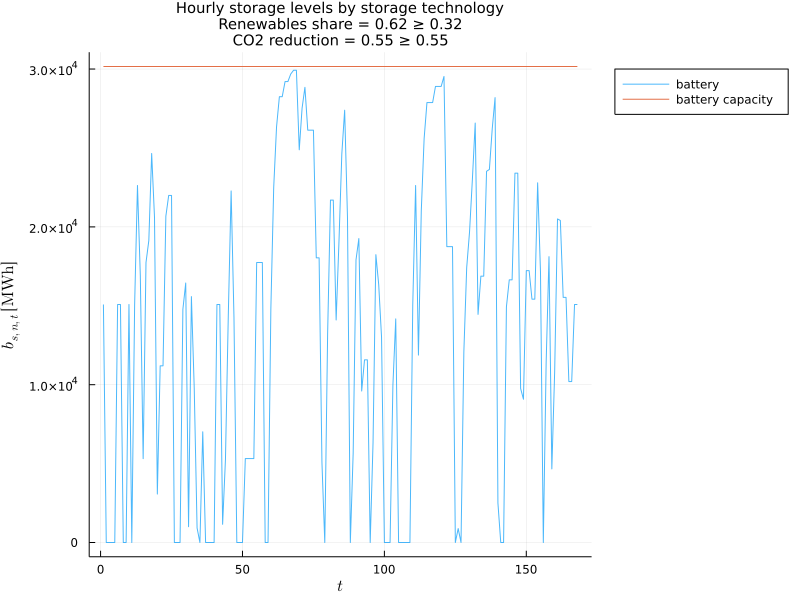 Hourly storage levels by storage technology
Renewables share = 0.62 ≥ 0.32
CO2 reduction = 0.55 ≥ 0.55
battery
battery capacity
3.0×10⁴
2.0×10⁴
1.0×10⁴
0
b_{s,n,t} [MWh]
0 50 100 150
t